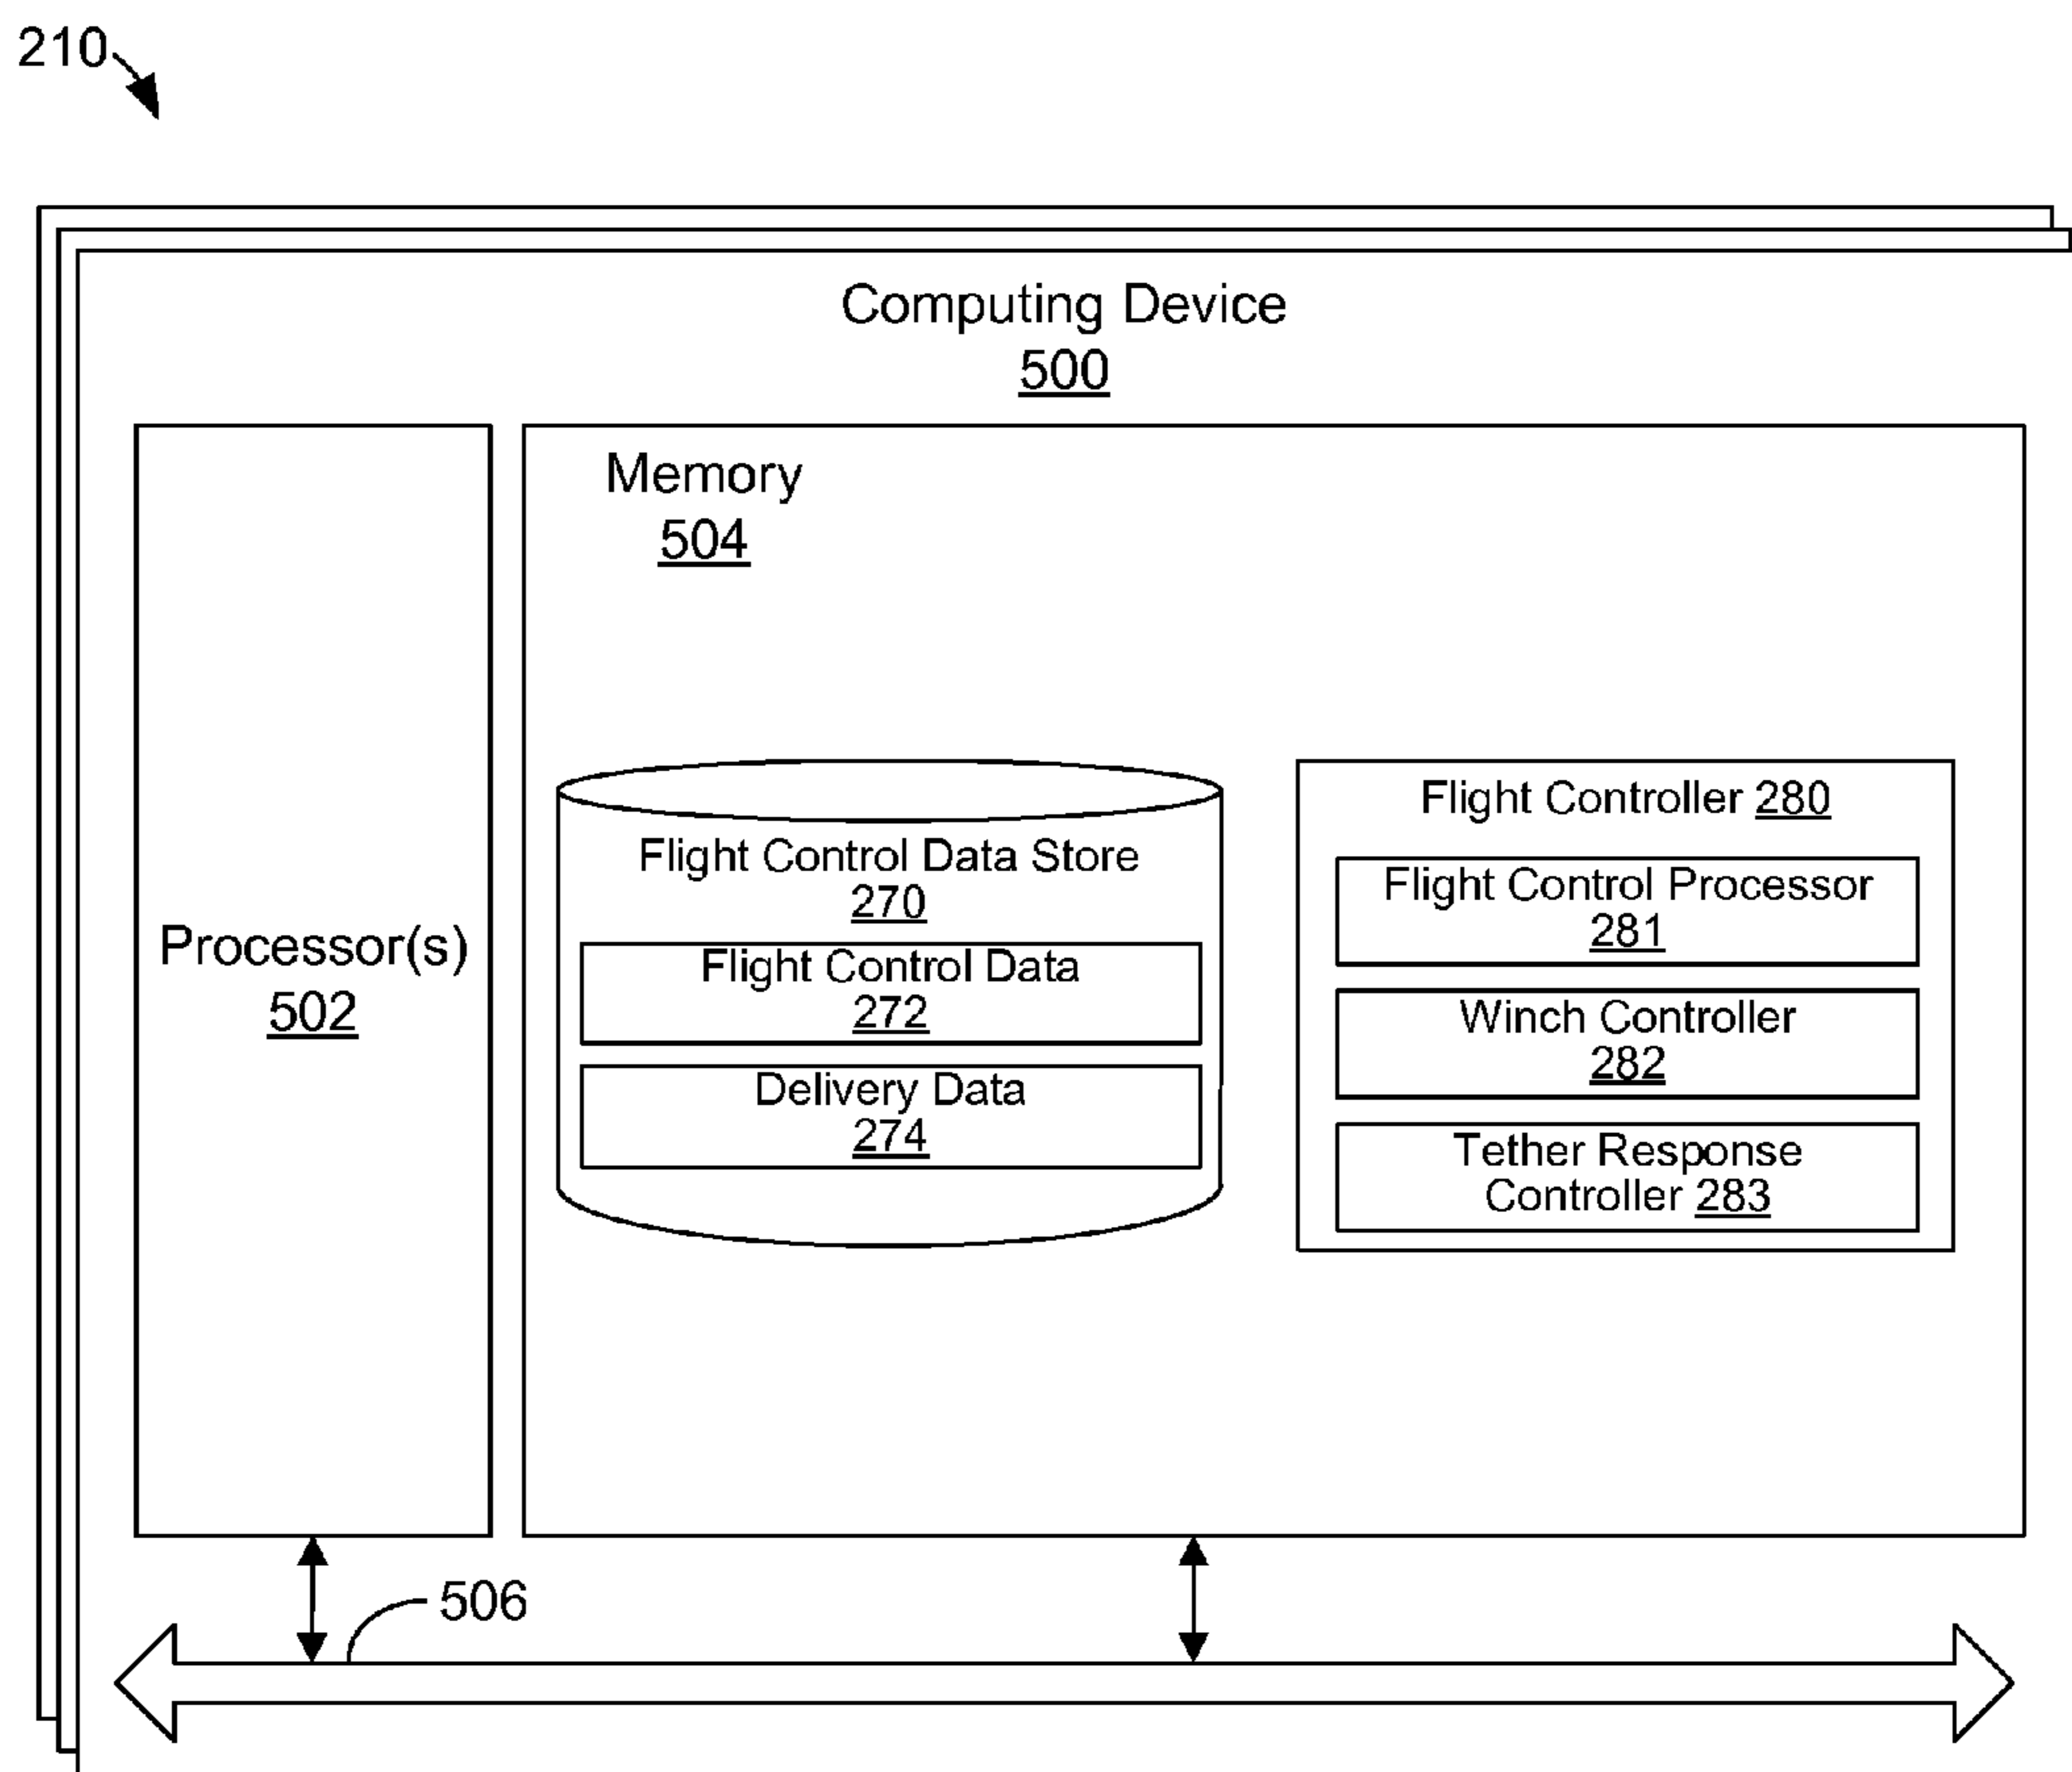 210
Computing Device
500
Memory
504
Processor(s)
502
Flight Control Data Store
270
Flight Control Data
272
Delivery Data
274
Flight Controller 280
Flight Control Processor
281
Winch Controller
282
Tether Response
Controller 283
506